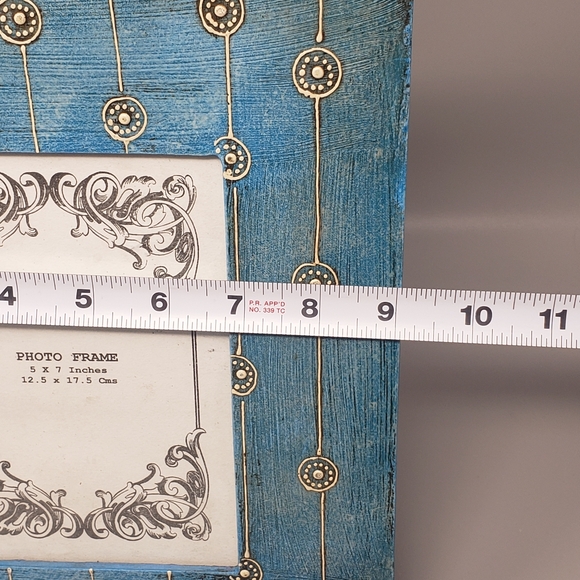 4 5 6 7 P.R. APP'D 8 9 10 11
NO. 339 TC
PHOTO FRAME
5 X 7 Inches
12.5 x 17.5 Cms